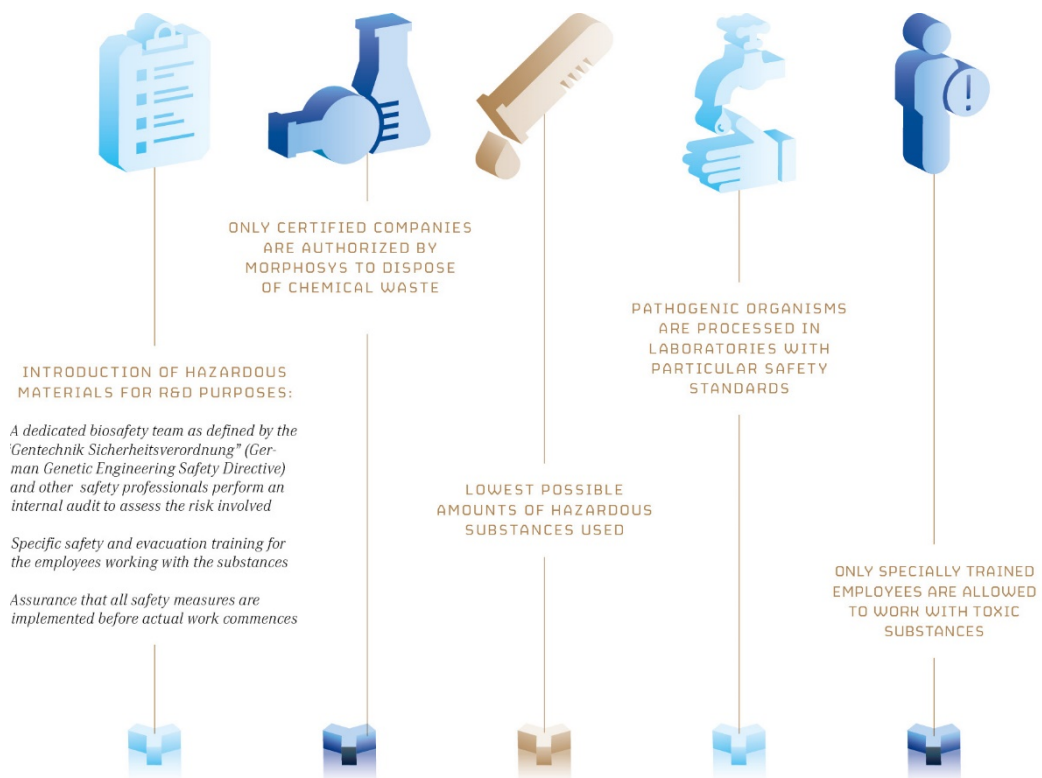 INTRODUCTION OF HAZARDOUS
MATERIALS FOR R&D PURPOSES:
A dedicated biosafety team as defined by the
"Gentechnik Sicherheitsverordnung” (Ger-
man Genetic Engineering Safety Directive)
and other safety professionals perform an
internal audit to assess the risk involved
Specific safety and evacuation training for
the employees working with the substances
Assurance that all safety measures are
implemented before actual work commences
ONLY CERTIFIED COMPANIES
ARE AUTHORIZED BY
MORPHOSYS TO DISPOSE
OF CHEMICAL WASTE
LOWEST POSSIBLE
AMOUNTS OF HAZARDOUS
SUBSTANCES USED
PATHOGENIC ORGANISMS
ARE PROCESSED IN
LABORATORIES WITH
PARTICULAR SAFETY
STANDARDS
ONLY SPECIALLY TRAINED
EMPLOYEES ARE ALLOWED
TO WORK WITH TOXIC
SUBSTANCES